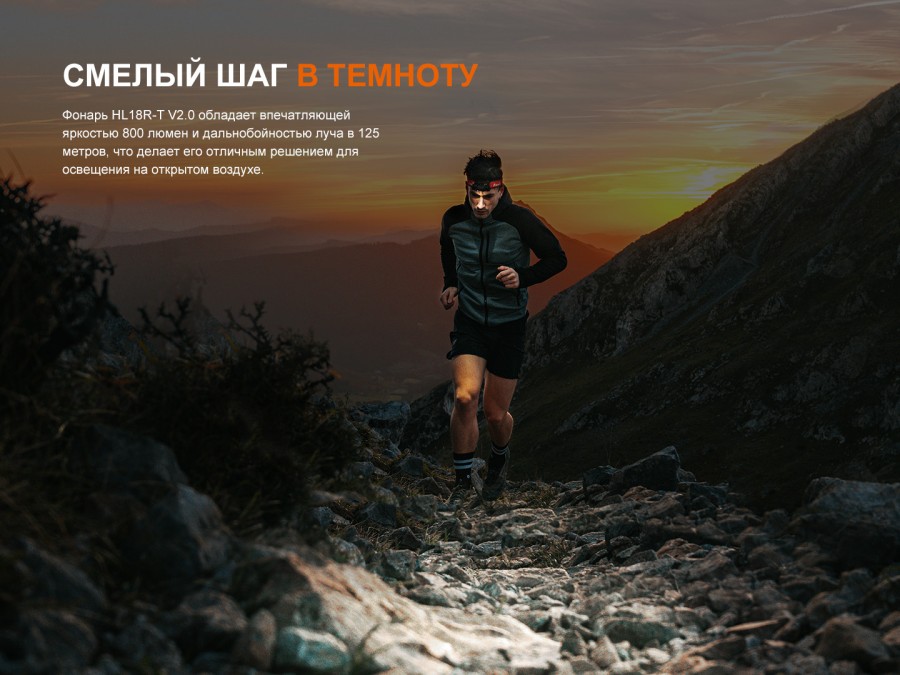 СМЕЛЫЙ ШАГ В ТЕМНОТУ
Фонарь HL18R-T V2.0 обладает впечатляющей
яркостью 800 люмен и дальнобойностью луча в 125
метров, что делает его отличным решением для
освещения на открытом воздухе.